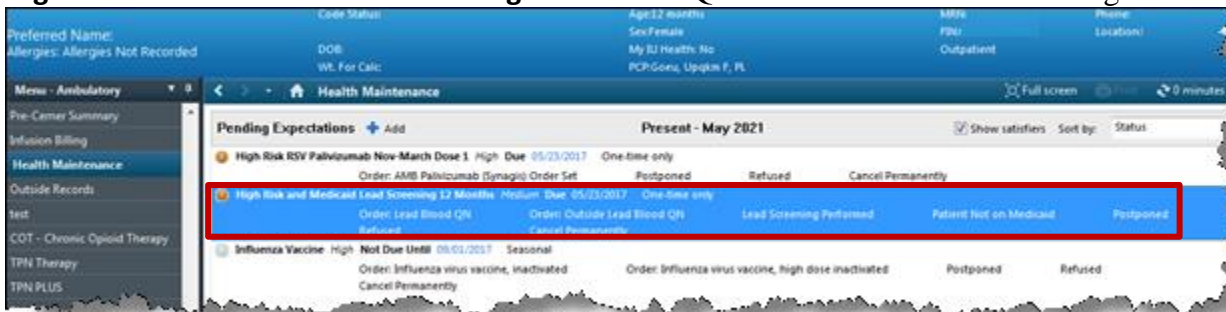 Code Status: Age:12 months MRN: Phone:
Preferred Name: Sex:Female FIN: Location:
Allergies: Allergies Not Recorded DOB: My IU Health: No Outpatient
Wt. For Calc: PCP:Goeu, Upqkm F, PL
Menu - Ambulatory Health Maintenance Full screen Print 0 minutes
Pre-Cerner Summary
Pending Expectations Add Present - May 2021 Show satisfiers Sort by: Status
Infusion Billing
High Risk RSV Palivizumab Nov-March Dose 1 High Due 05/23/2017 One-time only
Health Maintenance
Order: AMB Palivizumab (Synagis) Order Set Postponed Refused Cancel Permanently
Outside Records
High Risk and Medicaid Lead Screening 12 Months Medium Due 05/23/2017 One-time only
test
Order: Lead Blood QN Order: Outside Lead Blood QN Lead Screening Performed Patient Not on Medicaid Postponed
Refused Cancel Permanently
COT - Chronic Opioid Therapy
Influenza Vaccine High Not Due Until 09/01/2017 Seasonal
TPN Therapy
Order: Influenza virus vaccine, inactivated Order: Influenza virus vaccine, high dose inactivated Postponed Refused
TPN PLUS
Cancel Permanently